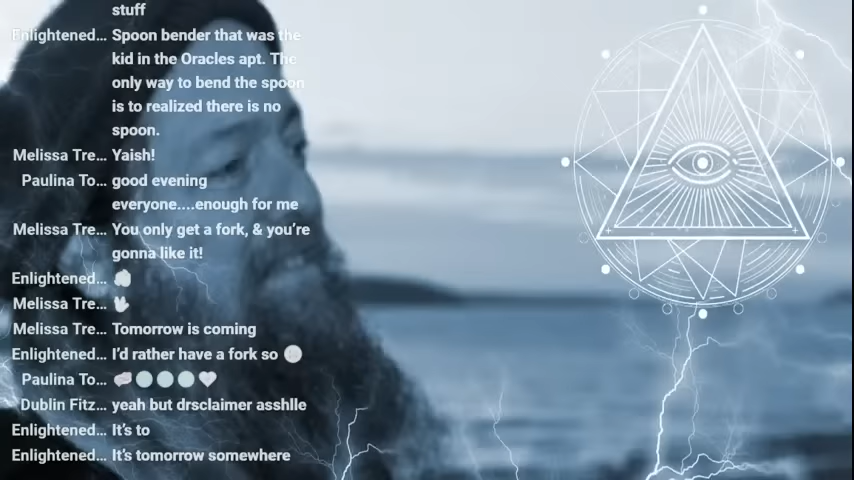 stuff
Enlightened... Spoon bender that was the
kid in the Oracles apt. The
only way to bend the spoon
is to realized there is no
spoon.
Melissa Tre... Yaish!
Paulina To... good evening
everyone....enough for me
Melissa Tre... You only get a fork, & you're
gonna like it!
Enlightened...
Melissa Tre...
Melissa Tre... Tomorrow is coming
Enlightened... I'd rather have a fork so
Paulina To...
Dublin Fitz... yeah but drsclaimer asshlle
Enlightened... It's to
Enlightened... It's tomorrow somewhere